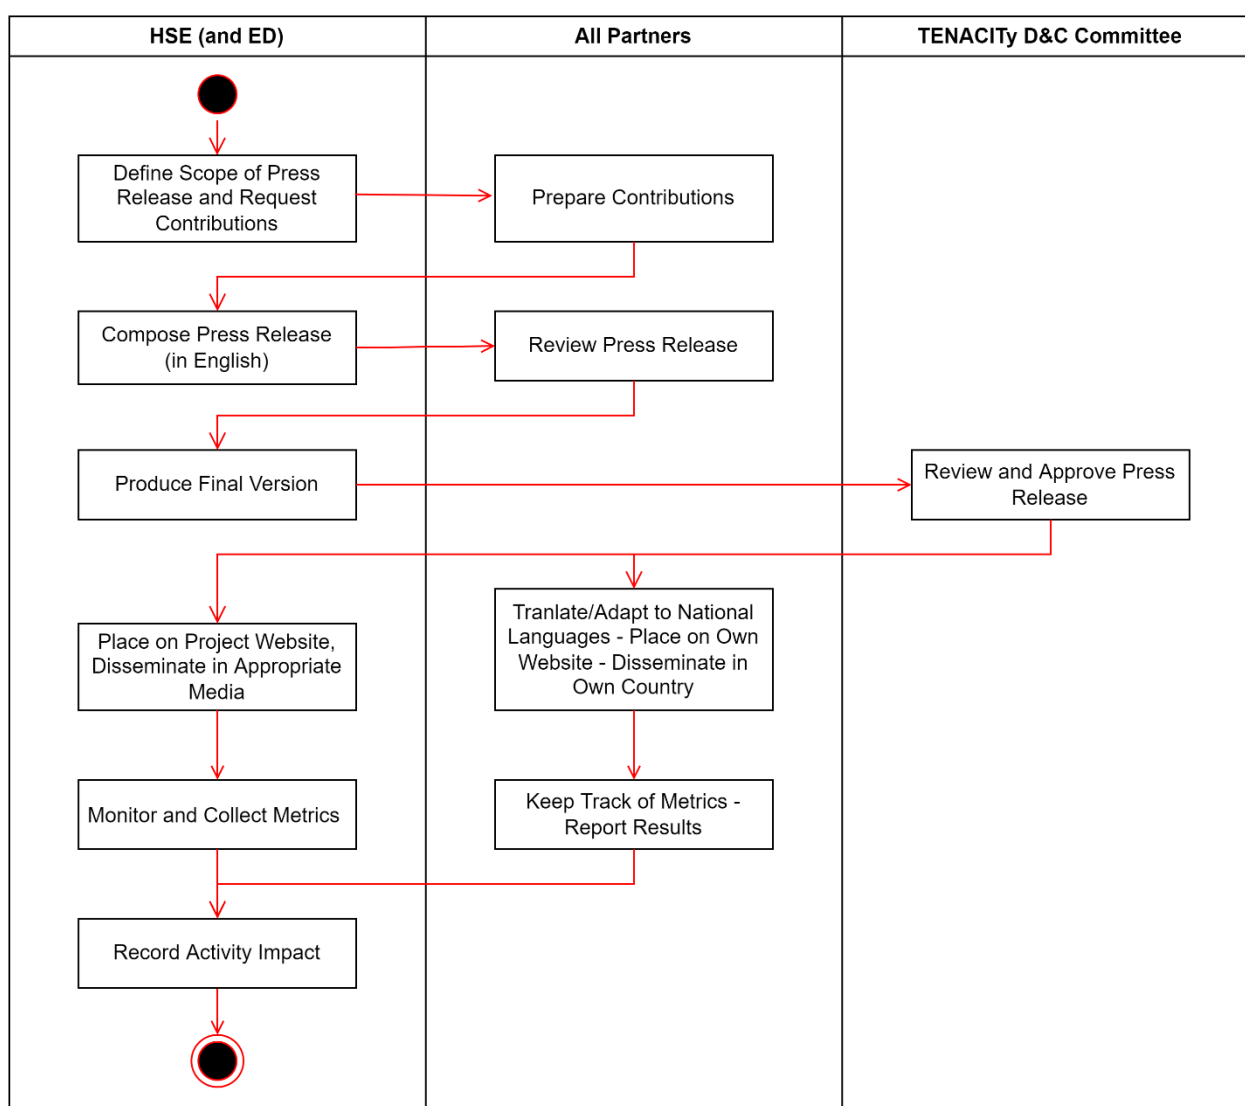 HSE (and ED)
All Partners
TENACITy D&C Committee
Define Scope of Press
Release and Request
Contributions
Prepare Contributions
Compose Press Release
(in English)
Review Press Release
Produce Final Version
Review and Approve Press
Release
Place on Project Website,
Disseminate in Appropriate
Media
Tranlate/Adapt to National
Languages - Place on Own
Website - Disseminate in
Own Country
Monitor and Collect Metrics
Keep Track of Metrics -
Report Results
Record Activity Impact